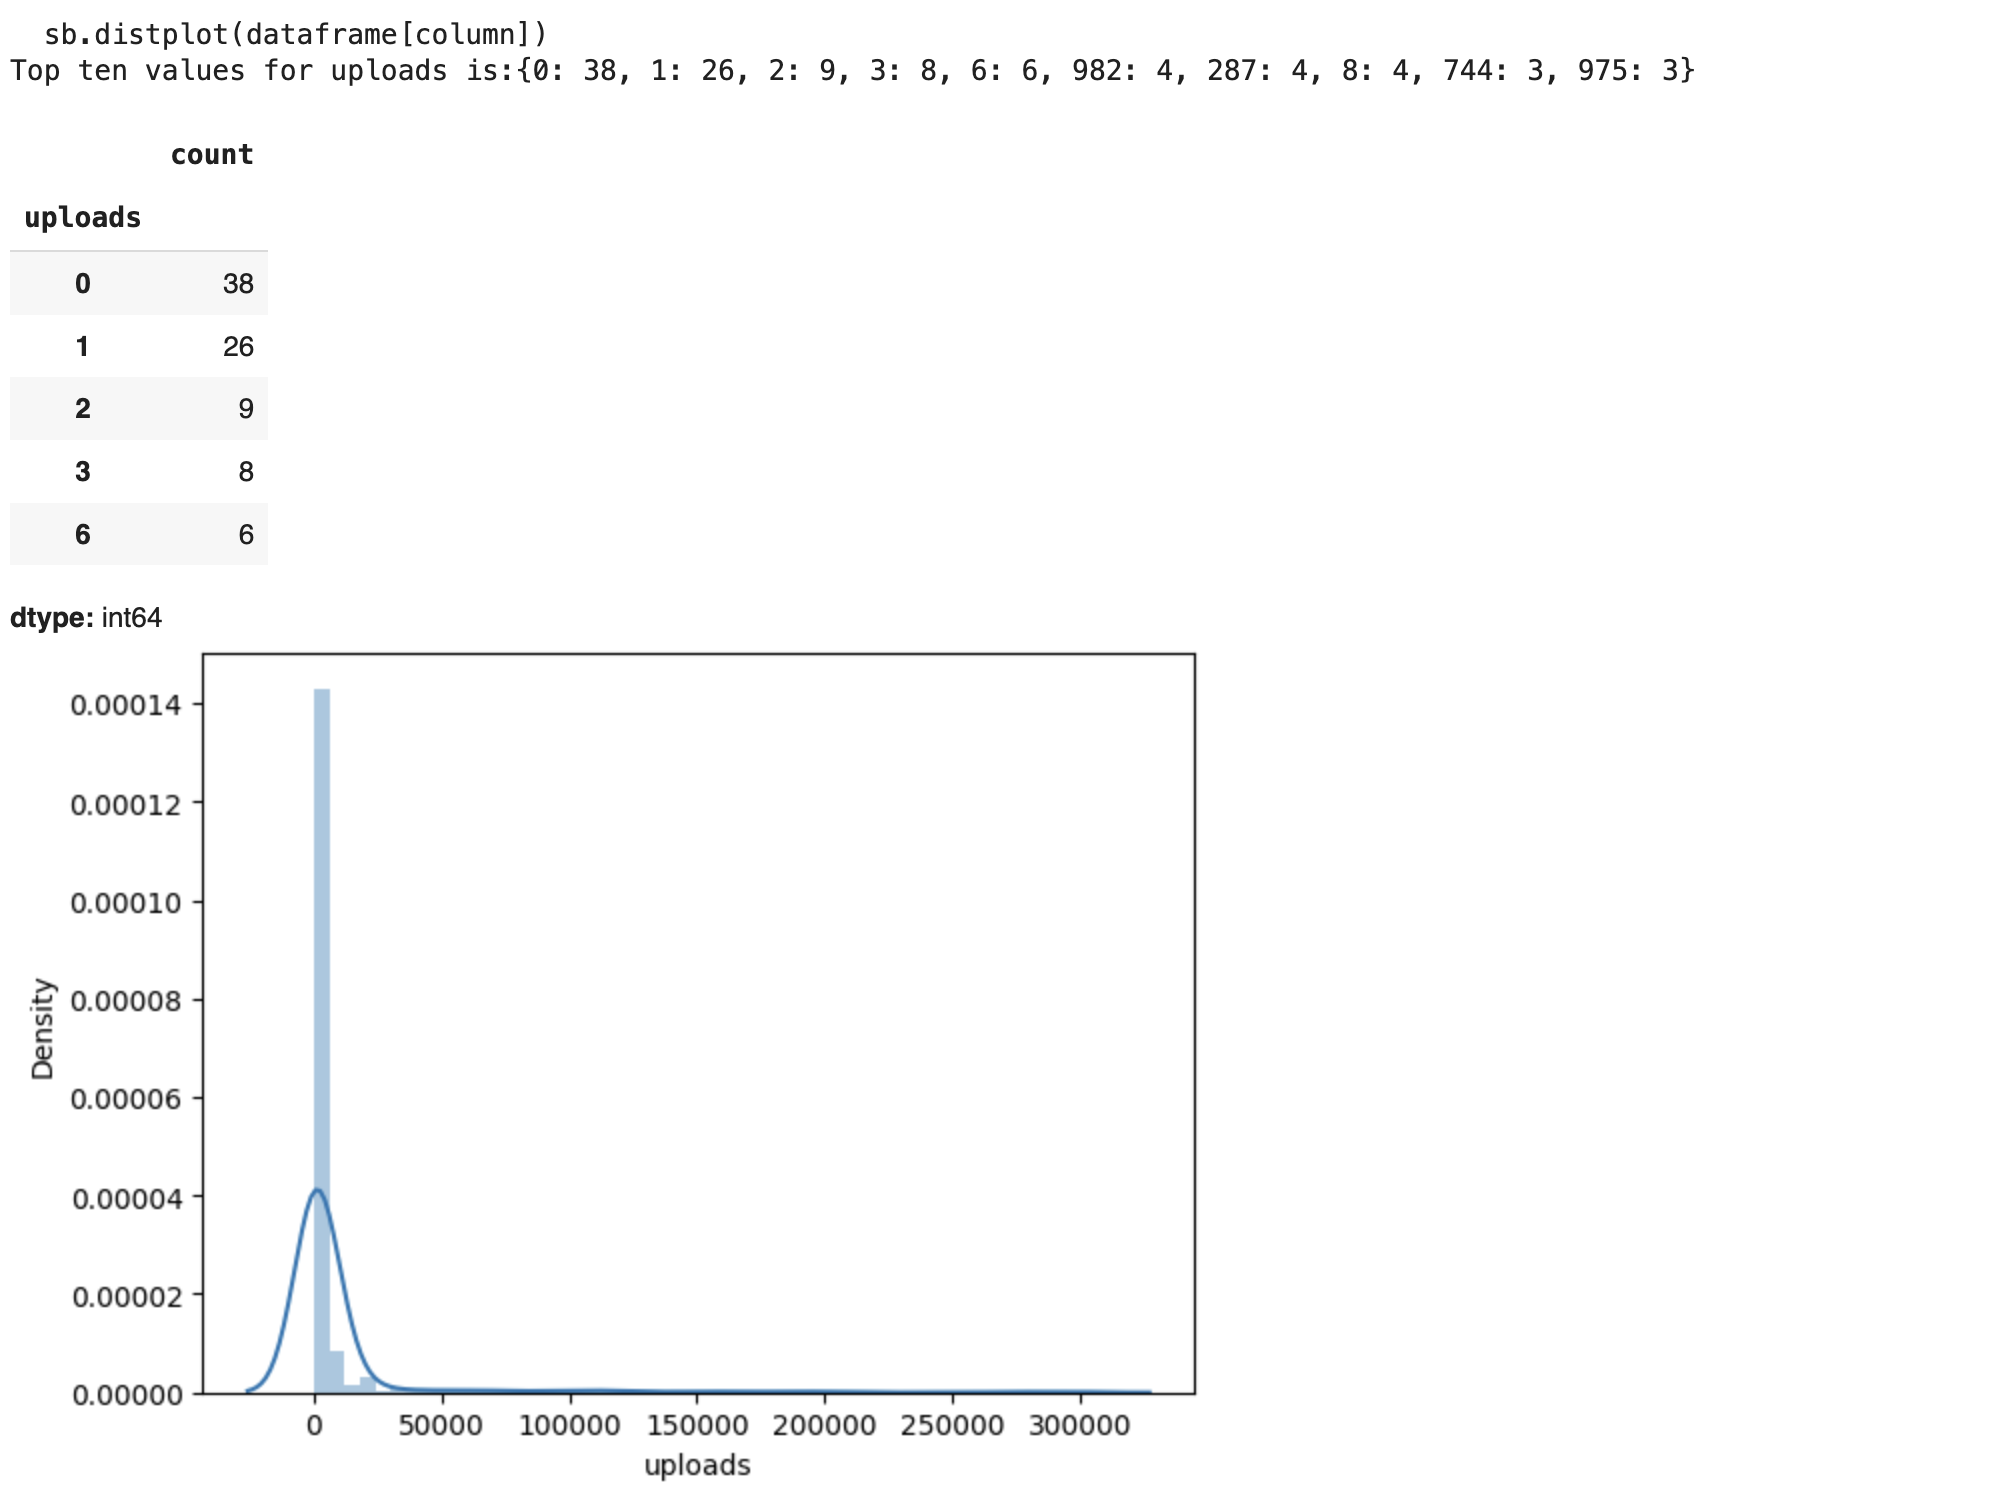 sb.distplot(dataframe[column])
Top ten values for uploads is:{0: 38, 1: 26, 2: 9, 3: 8, 6: 6, 982: 4, 287: 4, 8: 4, 744: 3, 975: 3}
count
uploads
0 38
1 26
2 9
3 8
6 6
dtype: int64
0.00014
0.00012
0.00010
0.00008
0.00006
0.00004
0.00002
0.00000
Density
0 50000 100000 150000 200000 250000 300000
uploads